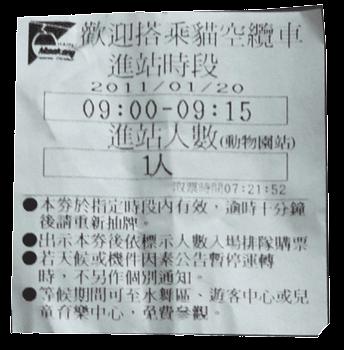 Maokong
歡迎搭乘貓空纜車
進站時段
2011/01/20
09:00-09:15
進站人數(動物園站)
1人
取票時間07:21:52
●本券於指定時段內有效，逾時十分鐘
後請重新抽牌。
●出示本券後依標示人數入場排隊購票
●若天候或機件因素公告暫停運轉
時，不另作個別通知。
●等候期間可至水舞區、遊客中心或兒
童育樂中心，免費參觀。